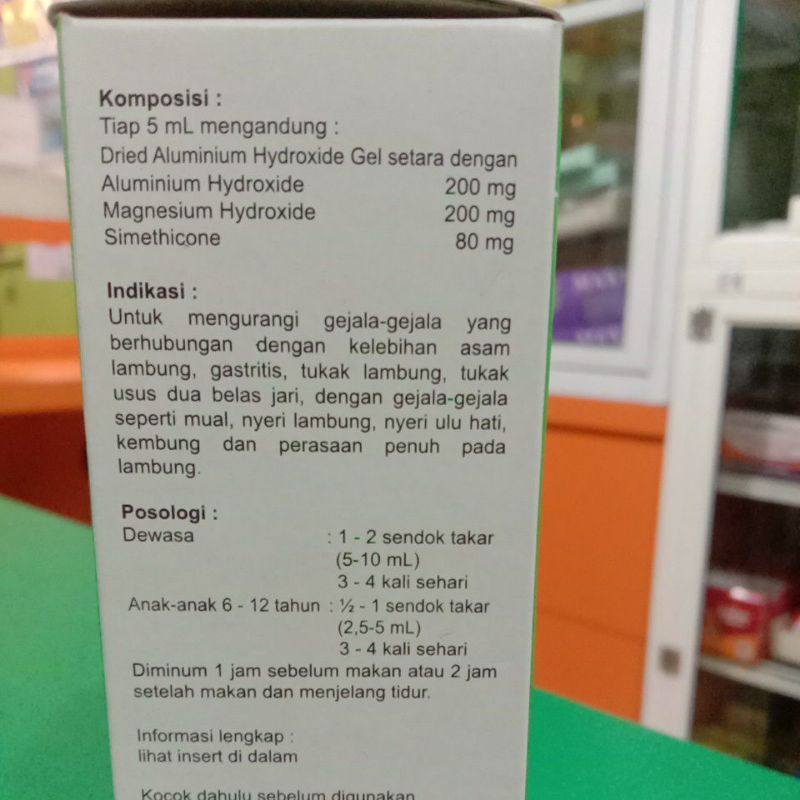 Komposisi :
Tiap 5 mL mengandung :
Dried Aluminium Hydroxide Gel setara dengan
Aluminium Hydroxide 200 mg
Magnesium Hydroxide 200 mg
Simethicone 80 mg
Indikasi :
Untuk mengurangi gejala-gejala yang
berhubungan dengan kelebihan asam
lambung, gastritis, tukak lambung, tukak
usus dua belas jari, dengan gejala-gejala
seperti mual, nyeri lambung, nyeri ulu hati,
kembung dan perasaan penuh pada
lambung.
Posologi :
Dewasa : 1 - 2 sendok takar
(5-10 mL)
3 - 4 kali sehari
Anak-anak 6 - 12 tahun : ½ - 1 sendok takar
(2,5-5 mL)
3 - 4 kali sehari
Diminum 1 jam sebelum makan atau 2 jam
setelah makan dan menjelang tidur.
Informasi lengkap :
lihat insert di dalam
Kocok dahulu sebelum digunakan